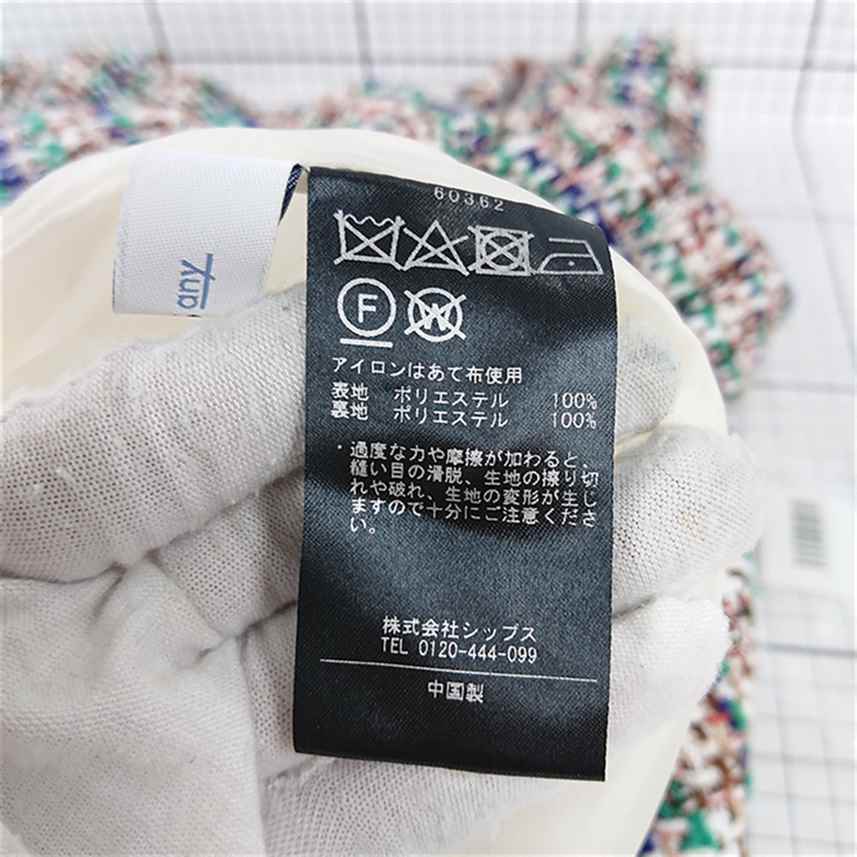 any
60362
F W
アイロンはあて布使用
表地 ポリエステル 100%
裏地 ポリエステル 100%
・過度な力や摩擦が加わると、
縫い目の滑脱、生地の擦り切
れや破れ、生地の変形が生じ
ますので十分にご注意くださ
い。
株式会社シップス
TEL 0120-444-099
中国製